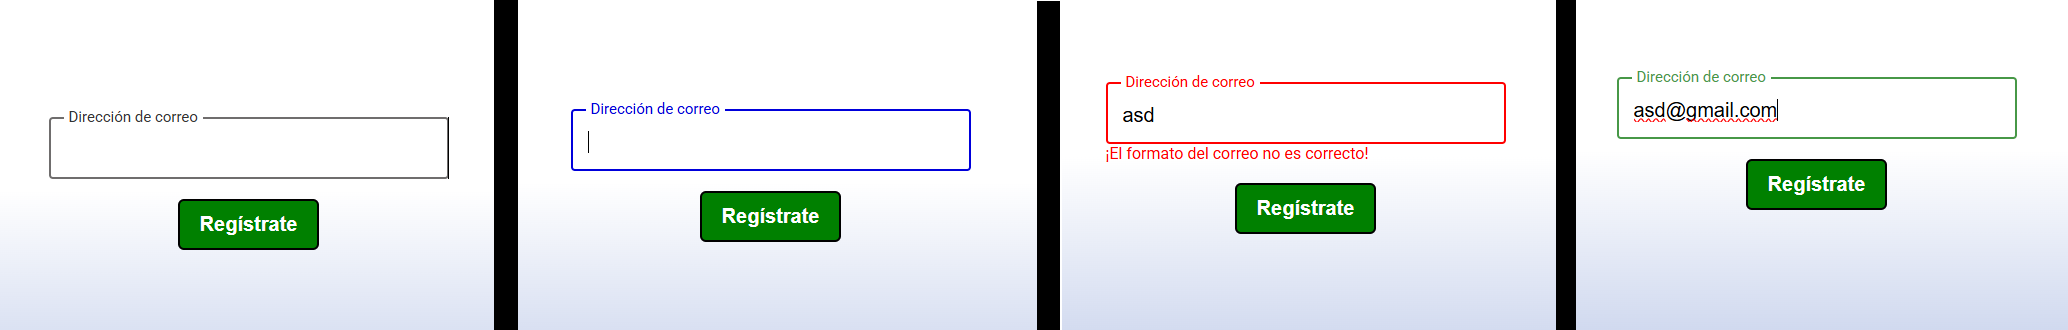 Dirección de correo
Regístrate
Dirección de correo
Regístrate
Dirección de correo
asd
¡El formato del correo no es correcto!
Regístrate
Dirección de correo
asd@gmail.com
Regístrate